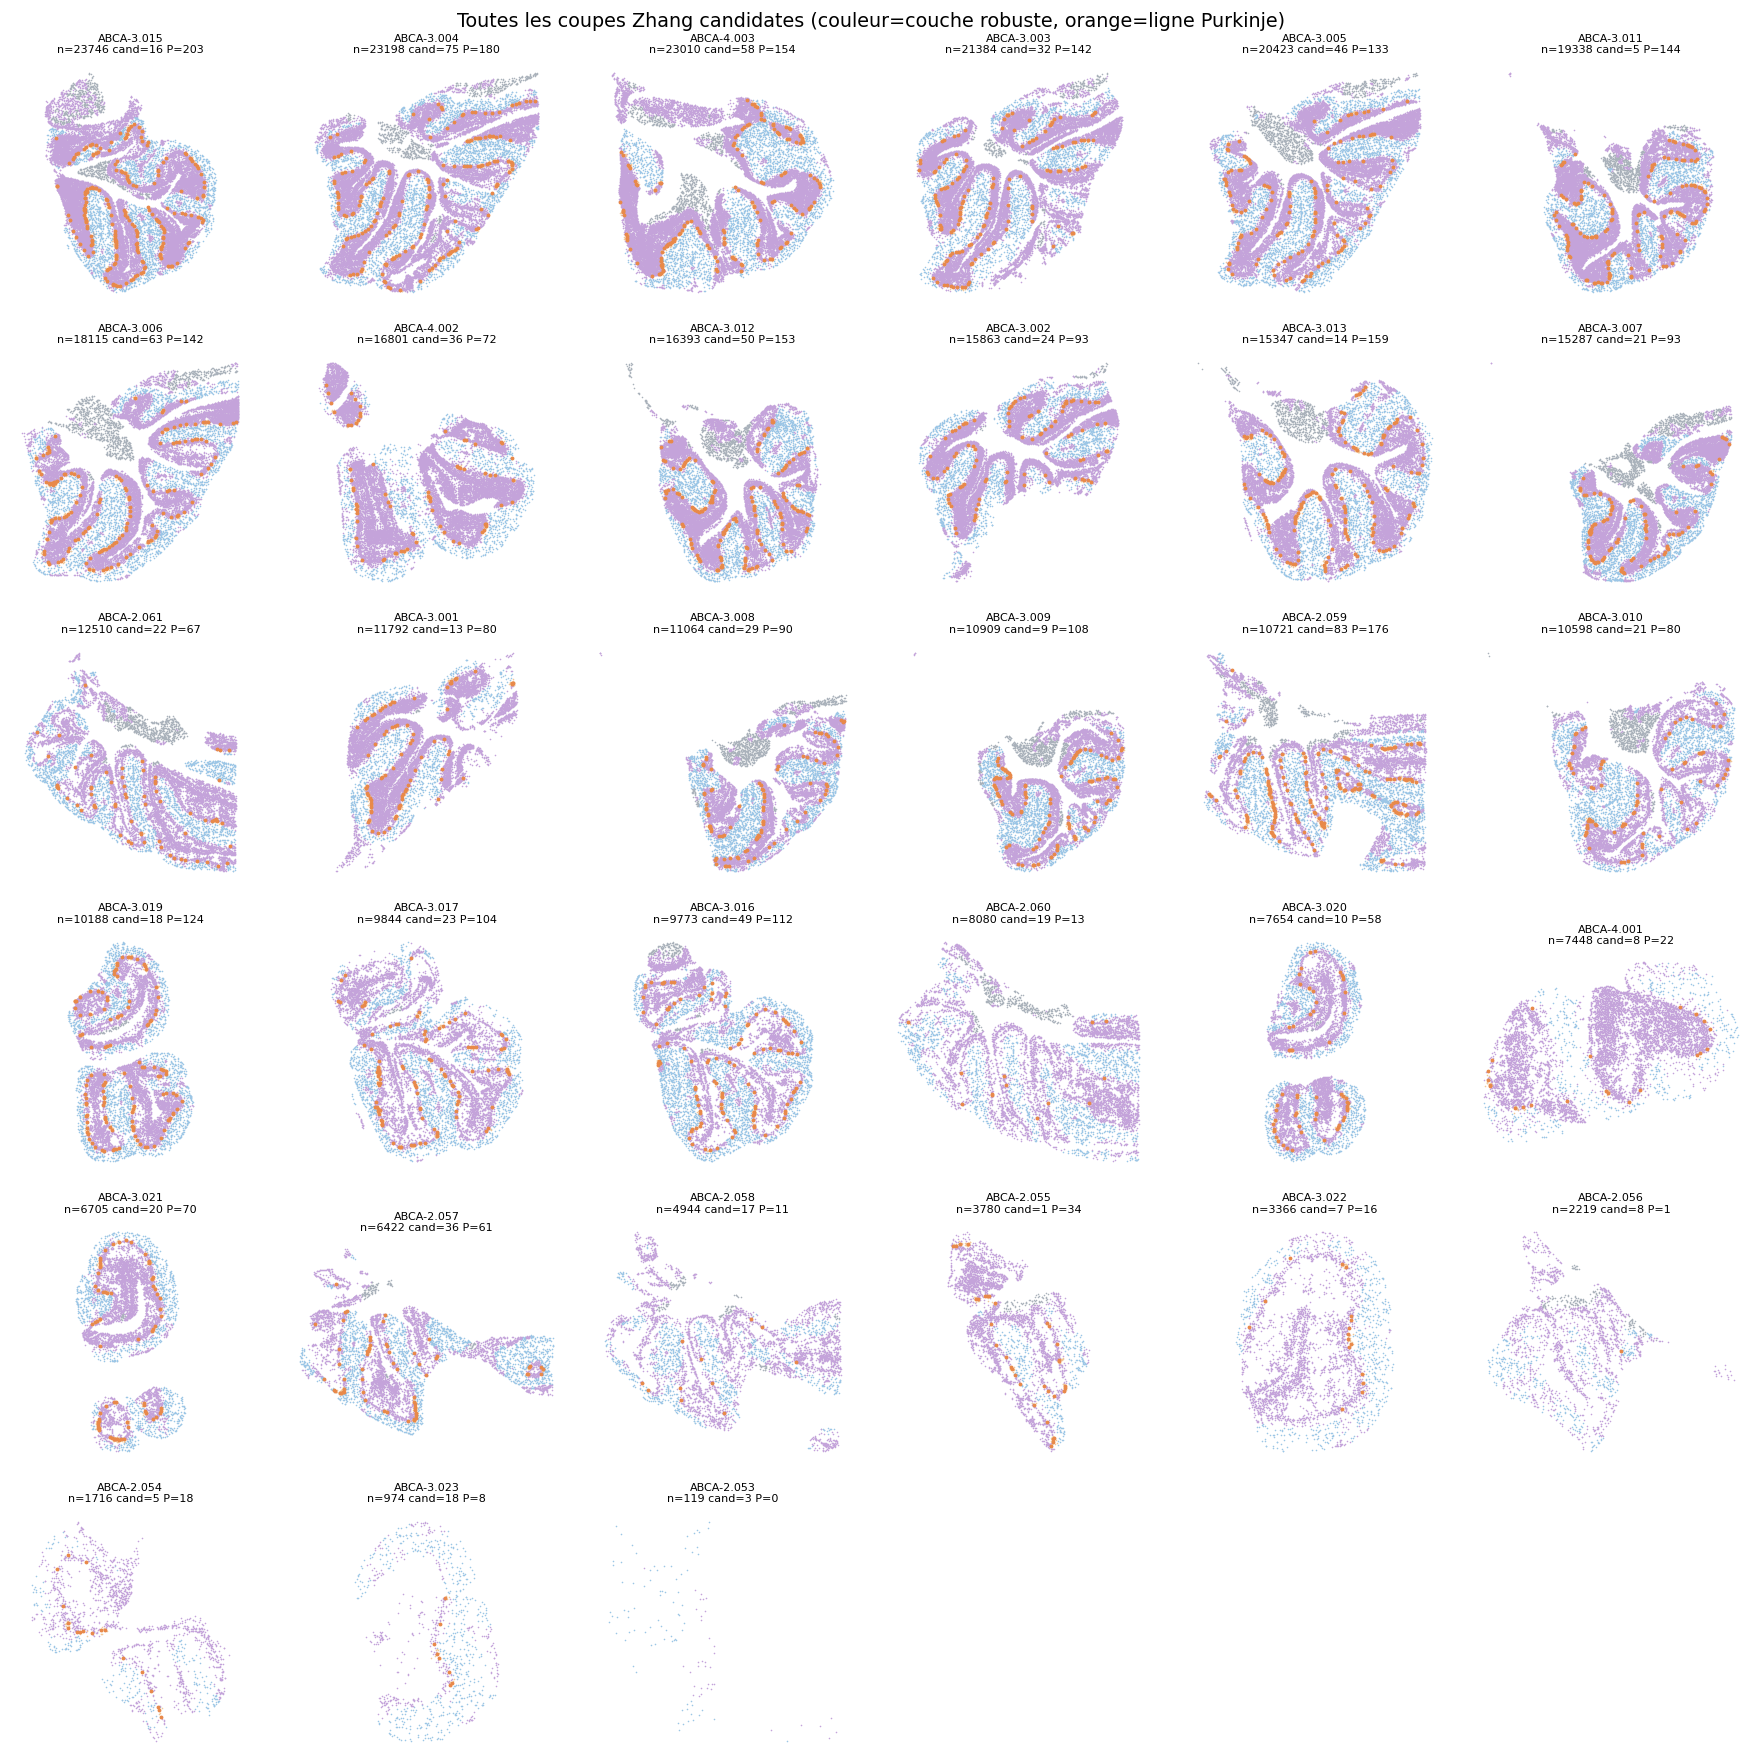 Toutes les coupes Zhang candidates (couleur=couche robuste, orange=ligne Purkinje)
ABCA-3.015
n=23746 cand=16 P=203
ABCA-3.004
n=23198 cand=75 P=180
ABCA-4.003
n=23010 cand=58 P=154
ABCA-3.003
n=21384 cand=32 P=142
ABCA-3.005
n=20423 cand=46 P=133
ABCA-3.011
n=19338 cand=5 P=144
ABCA-3.006
n=18115 cand=63 P=142
ABCA-4.002
n=16801 cand=36 P=72
ABCA-3.012
n=16393 cand=50 P=153
ABCA-3.002
n=15863 cand=24 P=93
ABCA-3.013
n=15347 cand=14 P=159
ABCA-3.007
n=15287 cand=21 P=93
ABCA-2.061
n=12510 cand=22 P=67
ABCA-3.001
n=11792 cand=13 P=80
ABCA-3.008
n=11064 cand=29 P=90
ABCA-3.009
n=10909 cand=9 P=108
ABCA-2.059
n=10721 cand=83 P=176
ABCA-3.010
n=10598 cand=21 P=80
ABCA-3.019
n=10188 cand=18 P=124
ABCA-3.017
n=9844 cand=23 P=104
ABCA-3.016
n=9773 cand=49 P=112
ABCA-2.060
n=8080 cand=19 P=13
ABCA-3.020
n=7654 cand=10 P=58
ABCA-4.001
n=7448 cand=8 P=22
ABCA-3.021
n=6705 cand=20 P=70
ABCA-2.057
n=6422 cand=36 P=61
ABCA-2.058
n=4944 cand=17 P=11
ABCA-2.055
n=3780 cand=1 P=34
ABCA-3.022
n=3366 cand=7 P=16
ABCA-2.056
n=2219 cand=8 P=1
ABCA-2.054
n=1716 cand=5 P=18
ABCA-3.023
n=974 cand=18 P=8
ABCA-2.053
n=119 cand=3 P=0